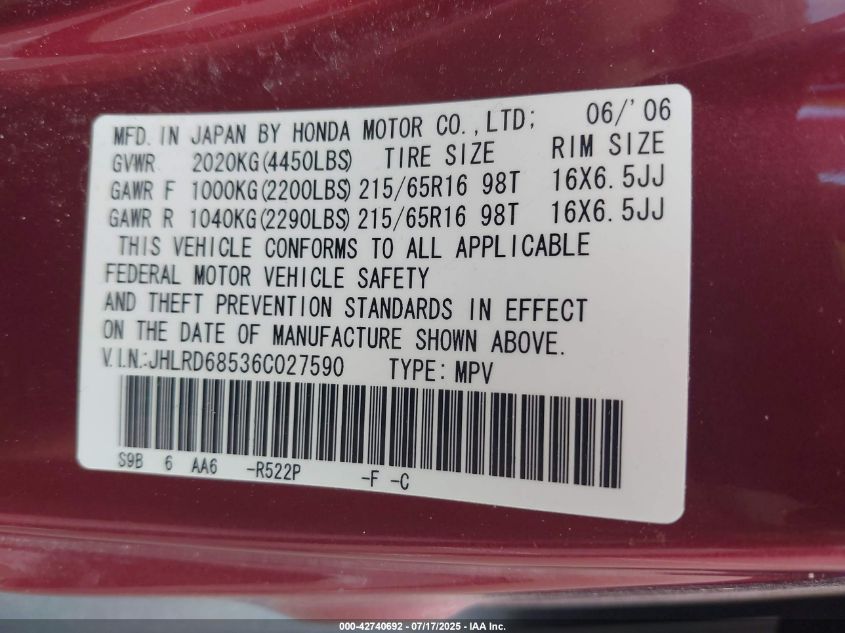 MFD. IN JAPAN BY HONDA MOTOR CO., LTD; 06/'06
GVWR 2020KG(4450LBS) TIRE SIZE RIM SIZE
GAWR F 1000KG(2200LBS) 215/65R16 98T 16X6.5JJ
GAWR R 1040KG(2290LBS) 215/65R16 98T 16X6.5JJ
THIS VEHICLE CONFORMS TO ALL APPLICABLE
FEDERAL MOTOR VEHICLE SAFETY
AND THEFT PREVENTION STANDARDS IN EFFECT
ON THE DATE OF MANUFACTURE SHOWN ABOVE.
V.I.N.:JHLRD68536C027590 TYPE: MPV
S9B 6 AA6 -R522P -F -C
000-42740692 - 07/17/2025 - IAA Inc.